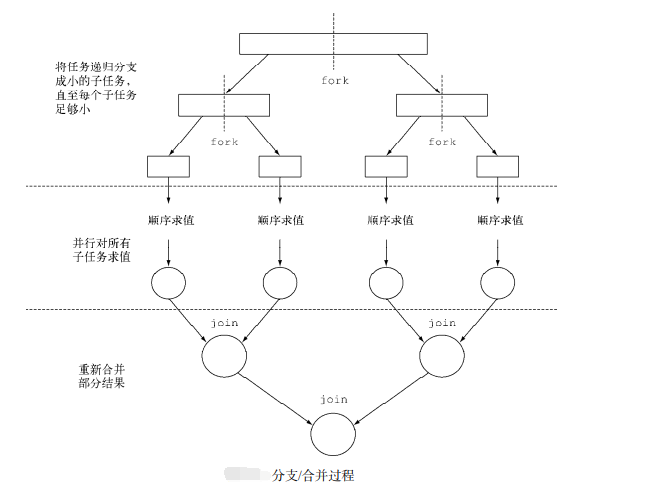 将任务递归分支
成小的子任务,
直至每个子任务
足够小
fork
fork
fork
顺序求值
顺序求值
顺序求值
顺序求值
并行对所有
子任务求值
join
join
重新合并
部分结果
join
分支/合并过程